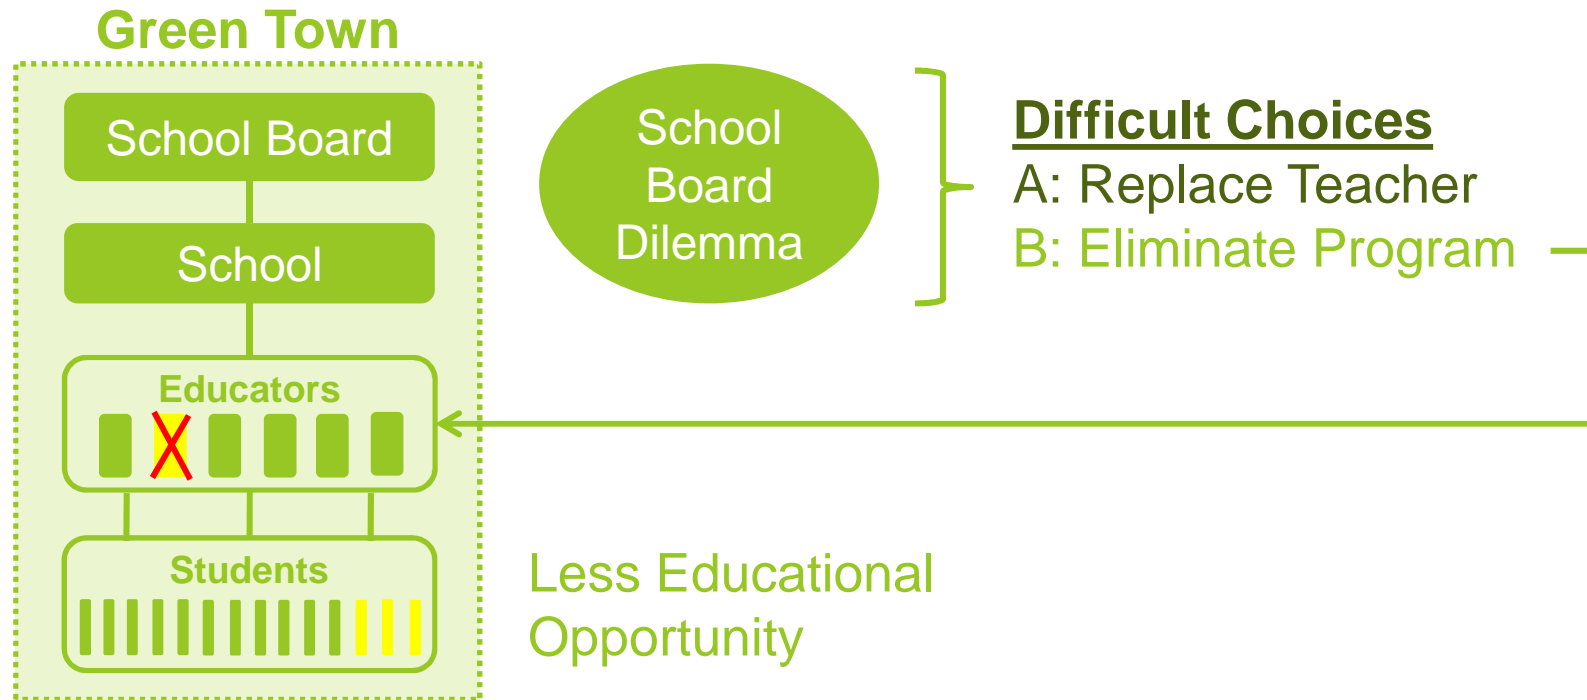 Green Town
School Board
School
Educators
Students
School
Board
Dilemma
Difficult Choices
A: Replace Teacher
B: Eliminate Program
Less Educational
Opportunity